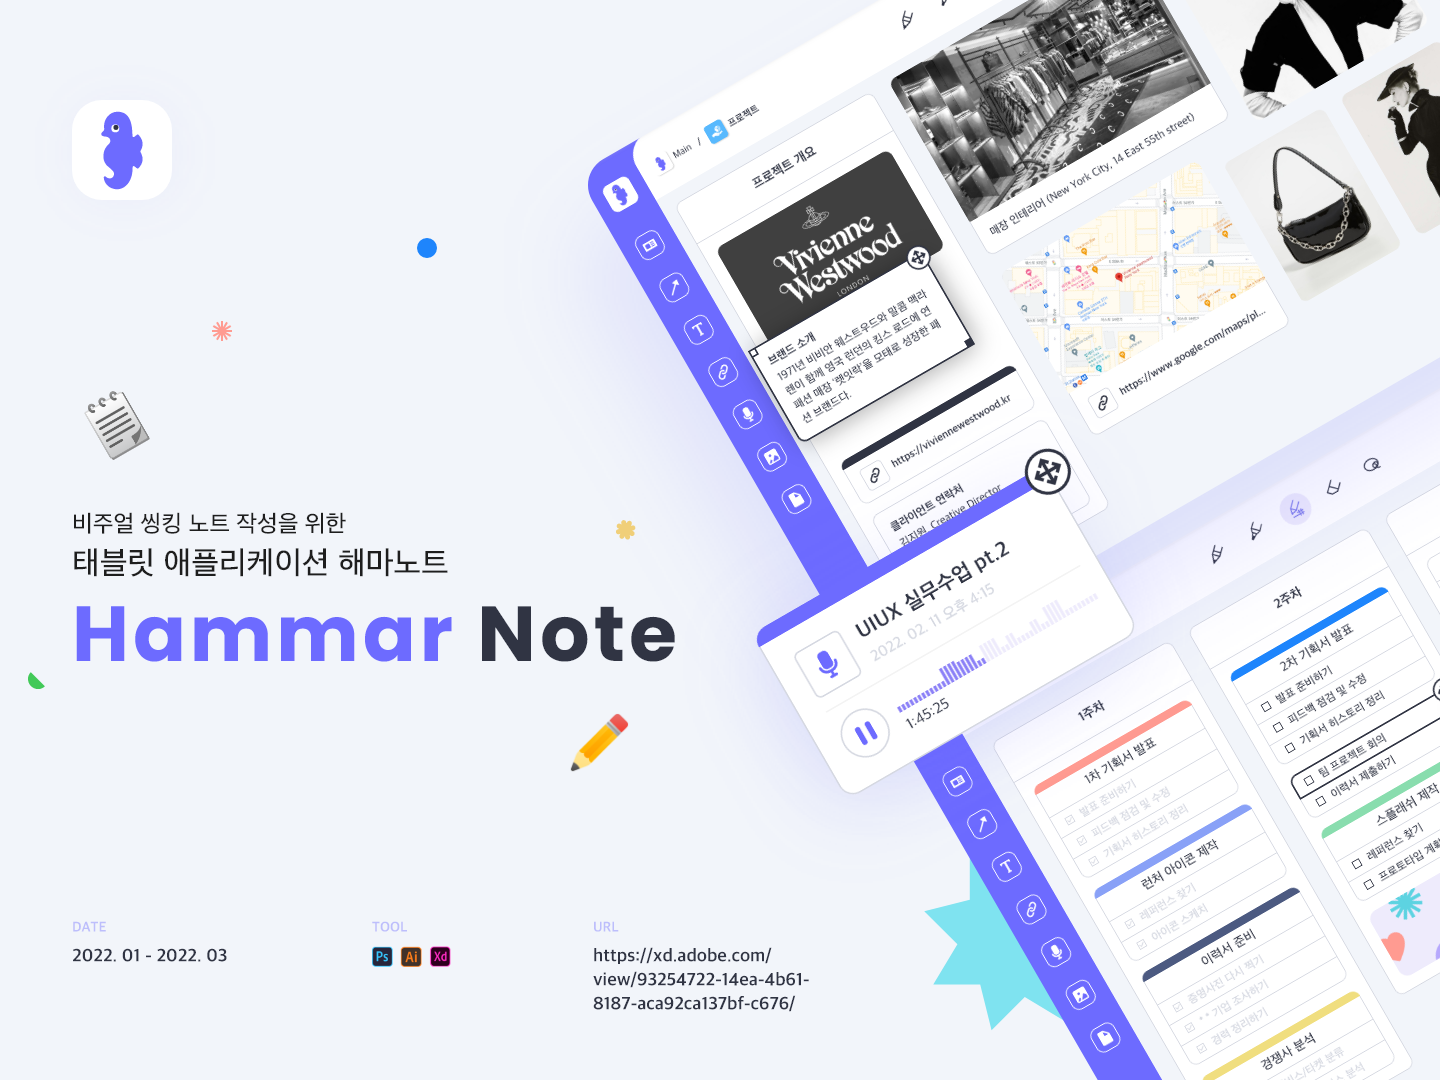 비주얼 씽킹 노트 작성을 위한
태블릿 애플리케이션 해마노트
Hammar Note
DATE
2022. 01 - 2022. 03
TOOL
Ps Ai Xd
URL
https://xd.adobe.com/
view/93254722-14ea-4b61-
8187-aca92ca137bf-c676/
Main / 프로젝트
프로젝트 개요
Vivienne
Westwood
LONDON
브랜드 소개
1971년 비비안 웨스트우드와 말콤 맥라
렌이 함께 영국 런던의 킹스 로드에 연
패션 매장 '렛잇락'을 모태로 성장한 패
션 브랜드다.
https://viviennewestwood.kr
클라이언트 연락처
김지원, Creative Director
매장 인테리어 (New York City, 14 East 55th street)
https://www.google.com/maps/pl...
UIUX 실무수업 pt.2
2022. 02. 11 오후 4:15
1:45:25
1주차
1차 기획서 발표
발표 준비하기
피드백 점검 및 수정
기획서 히스토리 정리
런처 아이콘 제작
레퍼런스 찾기
아이콘 스케치
이력서 준비
증명사진 다시 찍기
* * 기업 조사하기
경력 정리하기
경쟁사 분석
2주차
2차 기획서 발표
발표 준비하기
피드백 점검 및 수정
기획서 히스토리 정리
팀 프로젝트 회의
이력서 제출하기
스플래쉬 제작
레퍼런스 찾기
프로토타입 계획